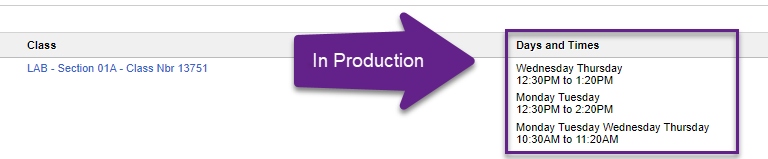 Class
Days and Times
LAB - Section 01A - Class Nbr 13751
In Production
Wednesday Thursday
12:30PM to 1:20PM
Monday Tuesday
12:30PM to 2:20PM
Monday Tuesday Wednesday Thursday
10:30AM to 11:20AM